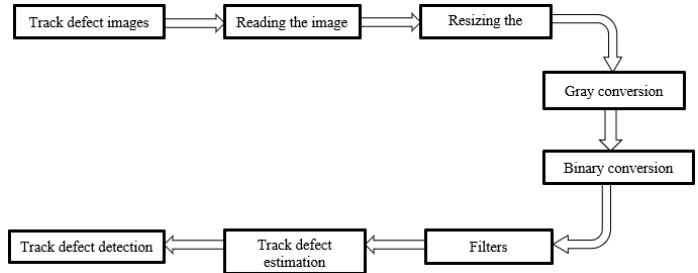 Track defect images
Reading the image
Resizing the
Gray conversion
Binary conversion
Filters
Track defect
estimation
Track defect detection